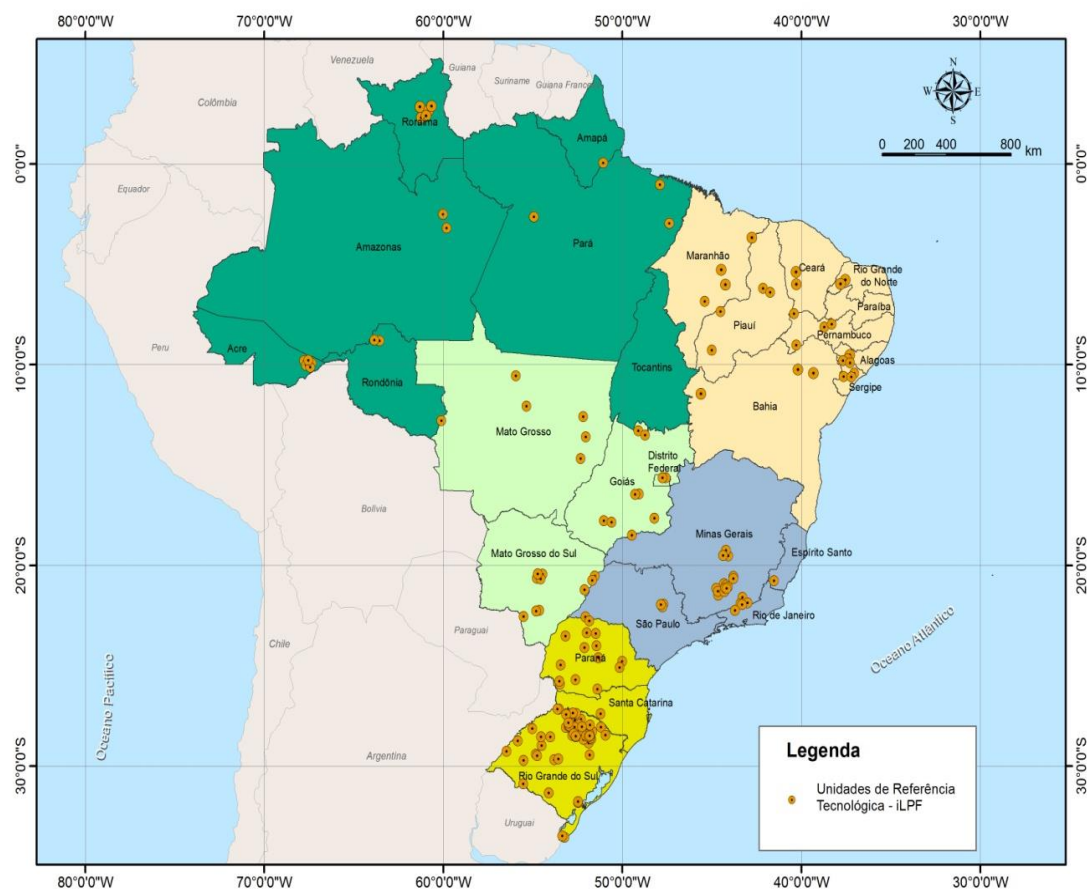 80°0'0"W 70°0'0"W 60°0'0"W 50°0'0"W 40°0'0"W 30°0'0"W
Venezuela
Guiana
Suriname
Guiana Frances
Colômbia
N
W E
S
Roraima
Amapá
0 200 400 800 km
0°0'0" 0°0'0"
Equador
Amazonas
Pará
Maranhão
Ceará
Rio Grande
do Norte
Paraíba
Piauí
Pernambuco
Peru
Acre
Alagoas
10°0'0"S 10°0'0"S
Rondônia
Tocantins
Sergipe
Bahia
Mato Grosso
Distrito
Federal
Goiás
Bolívia
Minas Gerais
Mato Grosso do Sul
Espírito Santo
20°0'0"S 20°0'0"S
São Paulo
Rio de Janeiro
Paraguai
Chile
Oceano Atlântico
Paraná
Oceano Pacífico
Santa Catarina
Argentina
30°0'0"S 30°0'0"S
Rio Grande do Sul
Uruguai
Legenda
Unidades de Referência
Tecnológica - iLPF
80°0'0"W 70°0'0"W 60°0'0"W 50°0'0"W 40°0'0"W 30°0'0"W